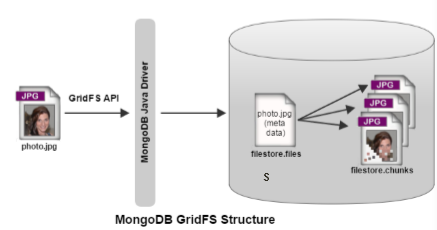 JPG
photo.jpg
GridFS API
MongoDB Java Driver
photo.jpg
(meta
data)
filestore.files
S
JPG
JPG
JPG
filestore.chunks
MongoDB GridFS Structure